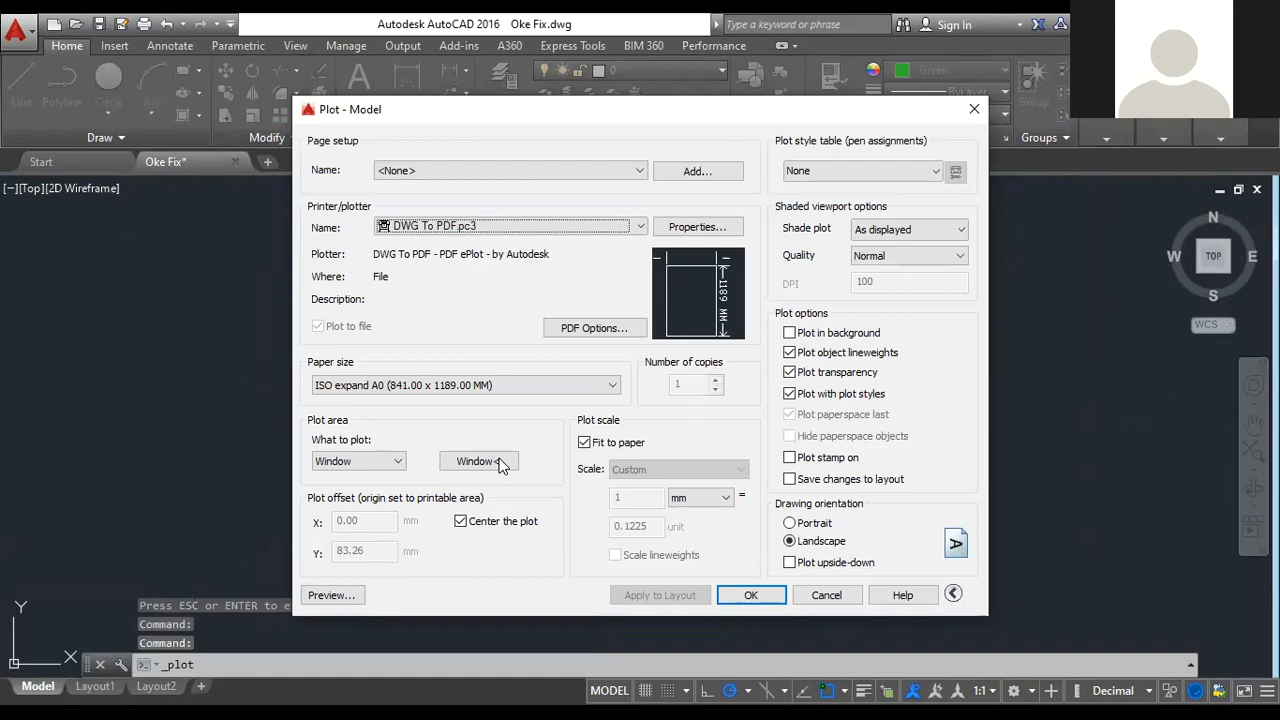 Autodesk AutoCAD 2016 Oke Fix.dwg
Type a keyword or phrase
Sign In
Home Insert Annotate Parametric View Manage Output Add-ins A360 Express Tools BIM 360 Performance
0
Green
ByLayer
Line Polyline Circle Arc
Group
Draw
Modify
Groups
Start
Oke Fix*
[−][Top][2D Wireframe]
Plot - Model
Page setup
Name: <None> Add...
Printer/plotter
Name: DWG To PDF.pc3 Properties...
Plotter: DWG To PDF - PDF ePlot - by Autodesk
Where: File
Description:
Plot to file
PDF Options...
1189 MM
Paper size
ISO expand A0 (841.00 x 1189.00 MM)
Number of copies
1
Plot area
What to plot:
Window Window<
Plot offset (origin set to printable area)
X: 0.00 mm
Center the plot
Y: 83.26 mm
Plot scale
Fit to paper
Scale: Custom
1 mm =
0.1225 unit
Scale lineweights
Plot style table (pen assignments)
None
Shaded viewport options
Shade plot As displayed
Quality Normal
DPI 100
Plot options
Plot in background
Plot object lineweights
Plot transparency
Plot with plot styles
Plot paperspace last
Hide paperspace objects
Plot stamp on
Save changes to layout
Drawing orientation
Portrait
Landscape
Plot upside-down
A
Preview... Apply to Layout OK Cancel Help
N
W TOP E
S
WCS
Y
X
Press ESC or ENTER to e
Command:
Command:
_plot
Model Layout1 Layout2
MODEL 1:1 Decimal